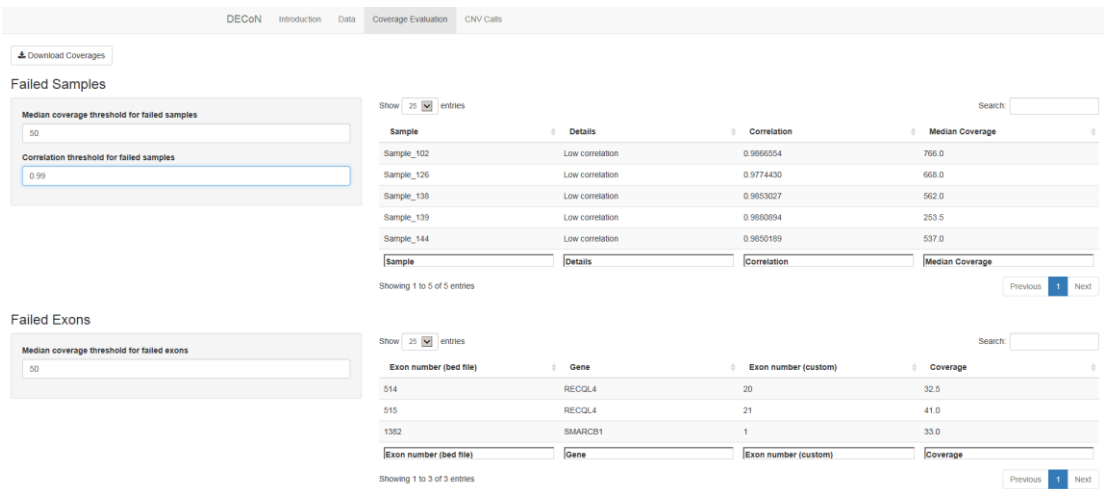 DECoN Introduction Data Coverage Evaluation CNV Calls
Download Coverages
Failed Samples
Median coverage threshold for failed samples
50
Correlation threshold for failed samples
0.99
Show 25 entries Search:
Sample Details Correlation Median Coverage
Sample_102 Low correlation 0.9866554 766.0
Sample_126 Low correlation 0.9774430 668.0
Sample_138 Low correlation 0.9853027 562.0
Sample_139 Low correlation 0.9880894 253.5
Sample_144 Low correlation 0.9850189 537.0
Sample Details Correlation Median Coverage
Showing 1 to 5 of 5 entries Previous 1 Next
Failed Exons
Median coverage threshold for failed exons
50
Show 25 entries Search:
Exon number (bed file) Gene Exon number (custom) Coverage
514 RECQL4 20 32.5
515 RECQL4 21 41.0
1382 SMARCB1 1 33.0
Exon number (bed file) Gene Exon number (custom) Coverage
Showing 1 to 3 of 3 entries Previous 1 Next